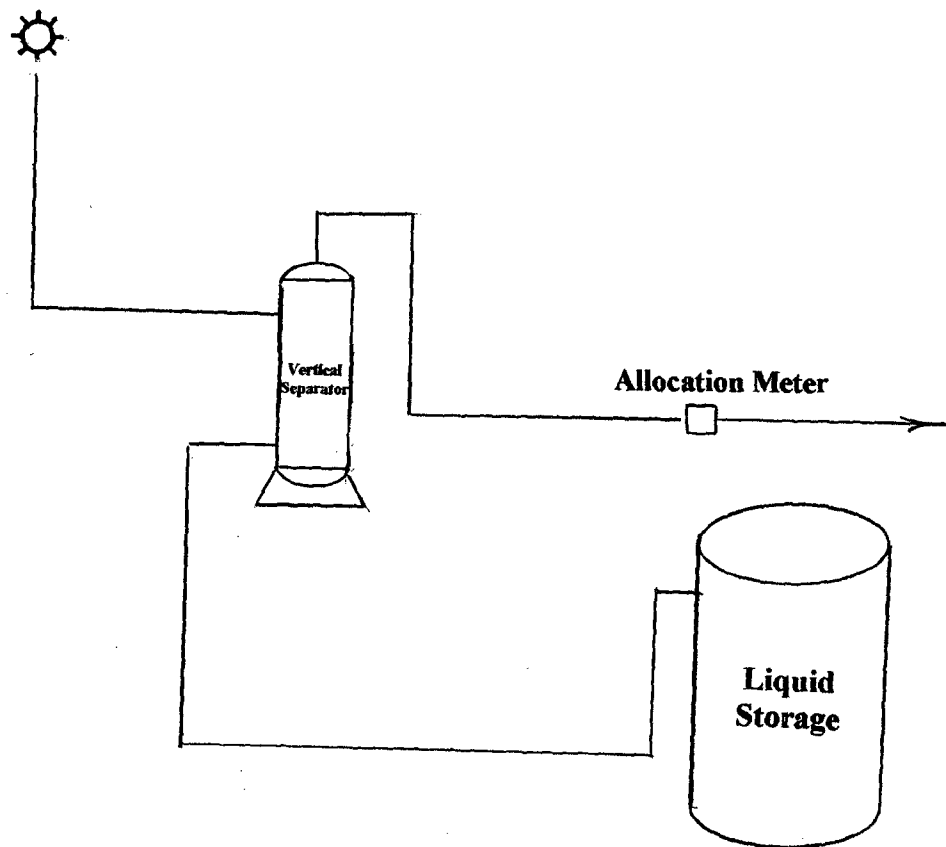 Vertical
Separator
Allocation Meter
Liquid
Storage